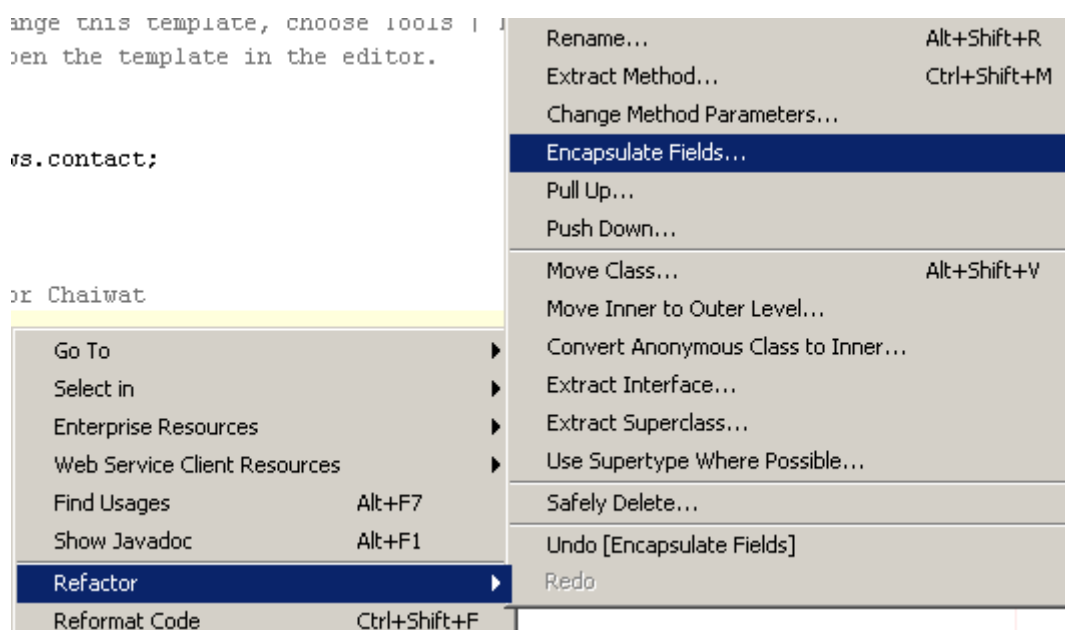 ange this template, choose Tools |
pen the template in the editor.
ws.contact;
or Chaiwat
Go To
Select in
Enterprise Resources
Web Service Client Resources
Find Usages Alt+F7
Show Javadoc Alt+F1
Refactor
Reformat Code Ctrl+Shift+F
Rename... Alt+Shift+R
Extract Method... Ctrl+Shift+M
Change Method Parameters...
Encapsulate Fields...
Pull Up...
Push Down...
Move Class... Alt+Shift+V
Move Inner to Outer Level...
Convert Anonymous Class to Inner...
Extract Interface...
Extract Superclass...
Use Supertype Where Possible...
Safely Delete...
Undo [Encapsulate Fields]
Redo